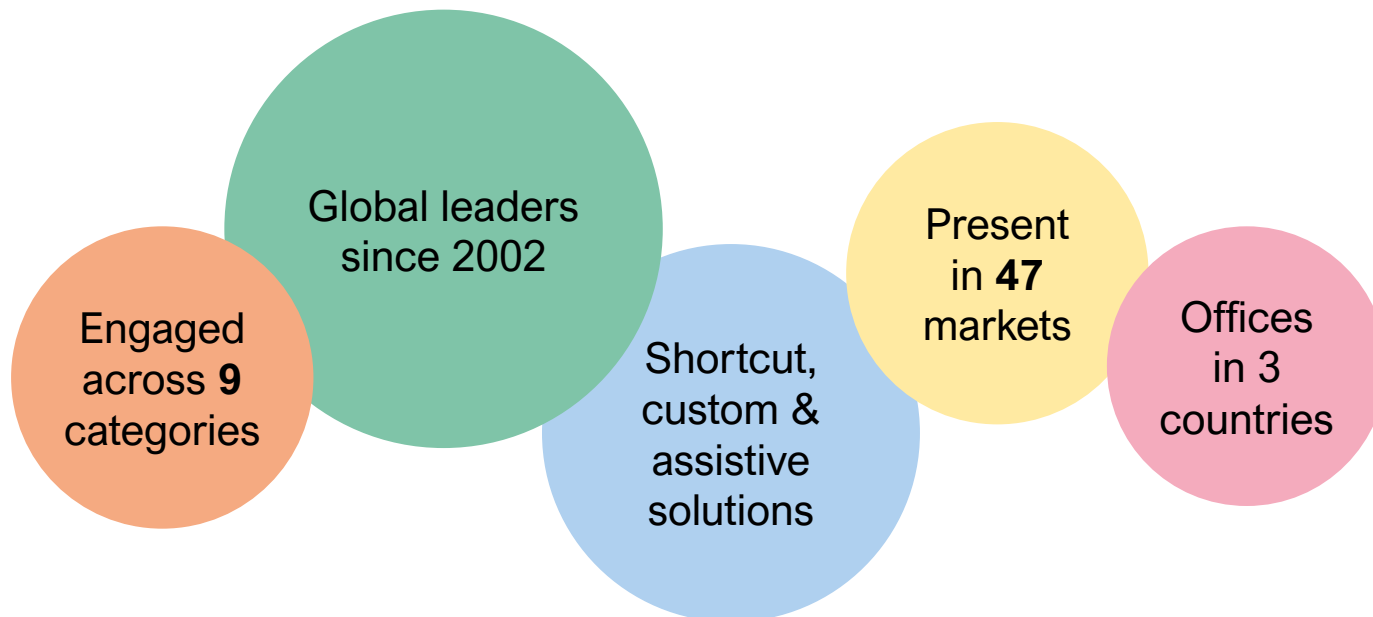 Engaged
across 9
categories
Global leaders
since 2002
Shortcut,
custom &
assistive
solutions
Present
in 47
markets
Offices
in 3
countries